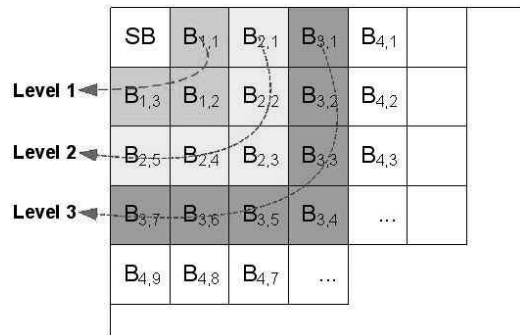 SB B1,1 B2,1 B3,1 B4,1
Level 1
B1,3 B1,2 B2,2 B3,2 B4,2
Level 2
B2,5 B2,4 B2,3 B3,3 B4,3
Level 3
B3,7 B3,6 B3,5 B3,4 ...
B4,9 B4,8 B4,7 ...